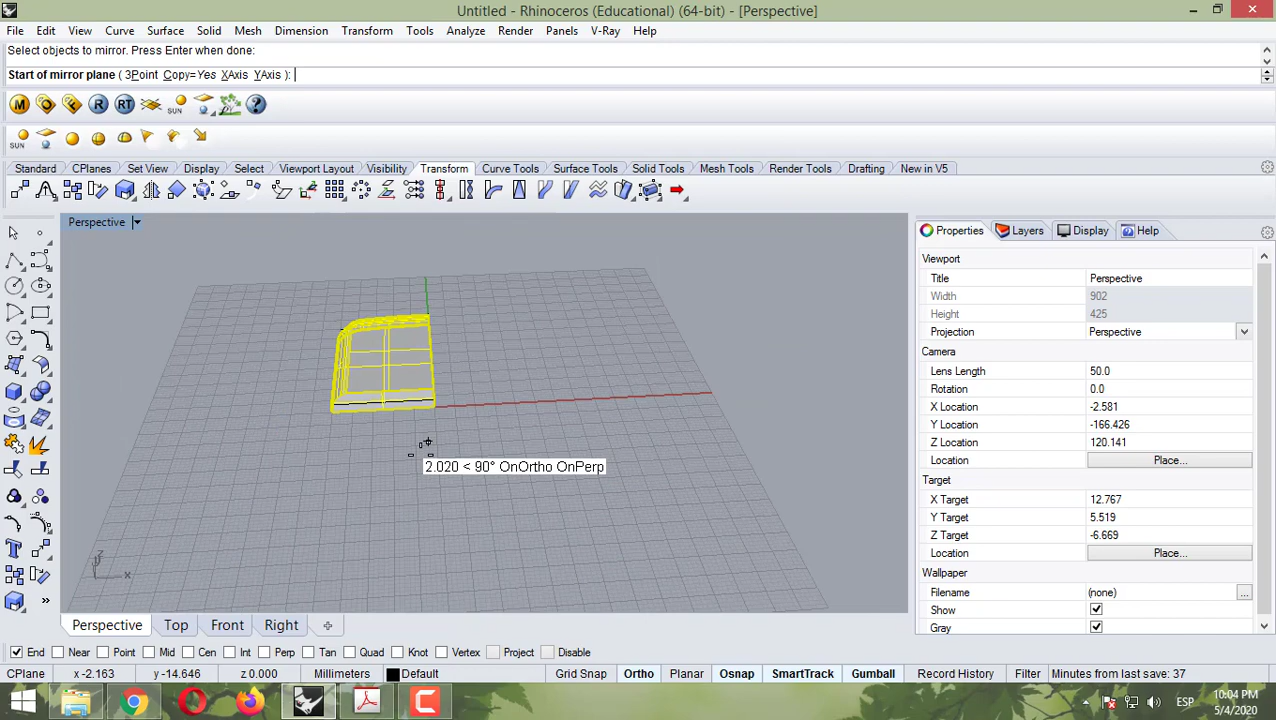 Untitled - Rhinoceros (Educational) (64-bit) - [Perspective]
File Edit View Curve Surface Solid Mesh Dimension Transform Tools Analyze Render Panels V-Ray Help
Select objects to mirror. Press Enter when done:
Start of mirror plane ( 3Point Copy=Yes XAxis YAxis ):
M O F R RT SUN ?
SUN
Standard CPlanes Set View Display Select Viewport Layout Visibility Transform Curve Tools Surface Tools Solid Tools Mesh Tools Render Tools Drafting New in V5
Perspective
Properties Layers Display Help
Viewport
Title Perspective
Width 902
Height 425
Projection Perspective
Camera
Lens Length 50.0
Rotation 0.0
X Location -2.581
Y Location -166.426
Z Location 120.141
Location Place...
Target
X Target 12.767
Y Target 5.519
Z Target -6.669
Location Place...
Wallpaper
Filename (none) ...
Show
Gray
2.020 < 90° OnOrtho OnPerp
z
y
x
Perspective Top Front Right
End Near Point Mid Cen Int Perp Tan Quad Knot Vertex Project Disable
CPlane x -2.163 y -14.646 z 0.000 Millimeters Default Grid Snap Ortho Planar Osnap SmartTrack Gumball Record History Filter Minutes from last save: 37
ESP
10:04 PM
5/4/2020